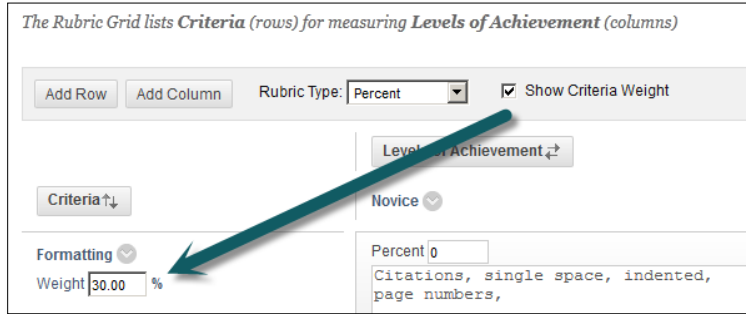 The Rubric Grid lists Criteria (rows) for measuring Levels of Achievement (columns)
Add Row Add Column Rubric Type: Percent Show Criteria Weight
Levels of Achievement
Criteria
Novice
Formatting
Percent 0
Weight 30.00 %
Citations, single space, indented,
page numbers,